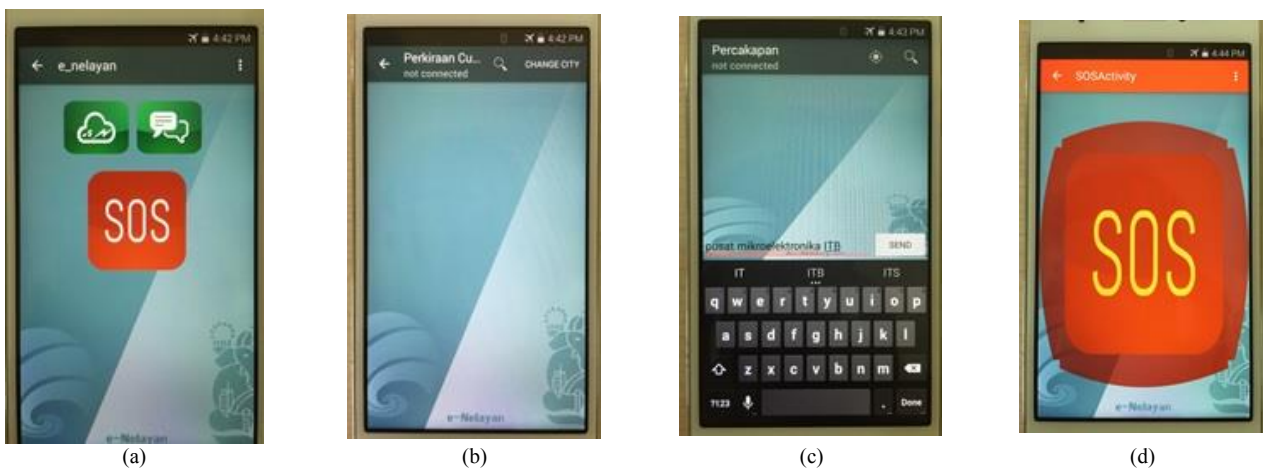 4:42 PM
e_nelayan
SOS
e-Nelayan
(a)
4:42 PM
Perkiraan Cu...
not connected
CHANGE CITY
e-Nelayan
(b)
4:43 PM
Percakapan
not connected
pusat mikroelektronika ITB
SEND
IT ITB ITS
q w e r t y u i o p
a s d f g h j k l
z x c v b n m
?123 . Done
(c)
4:44 PM
SOSActivity
SOS
e-Nelayan
(d)